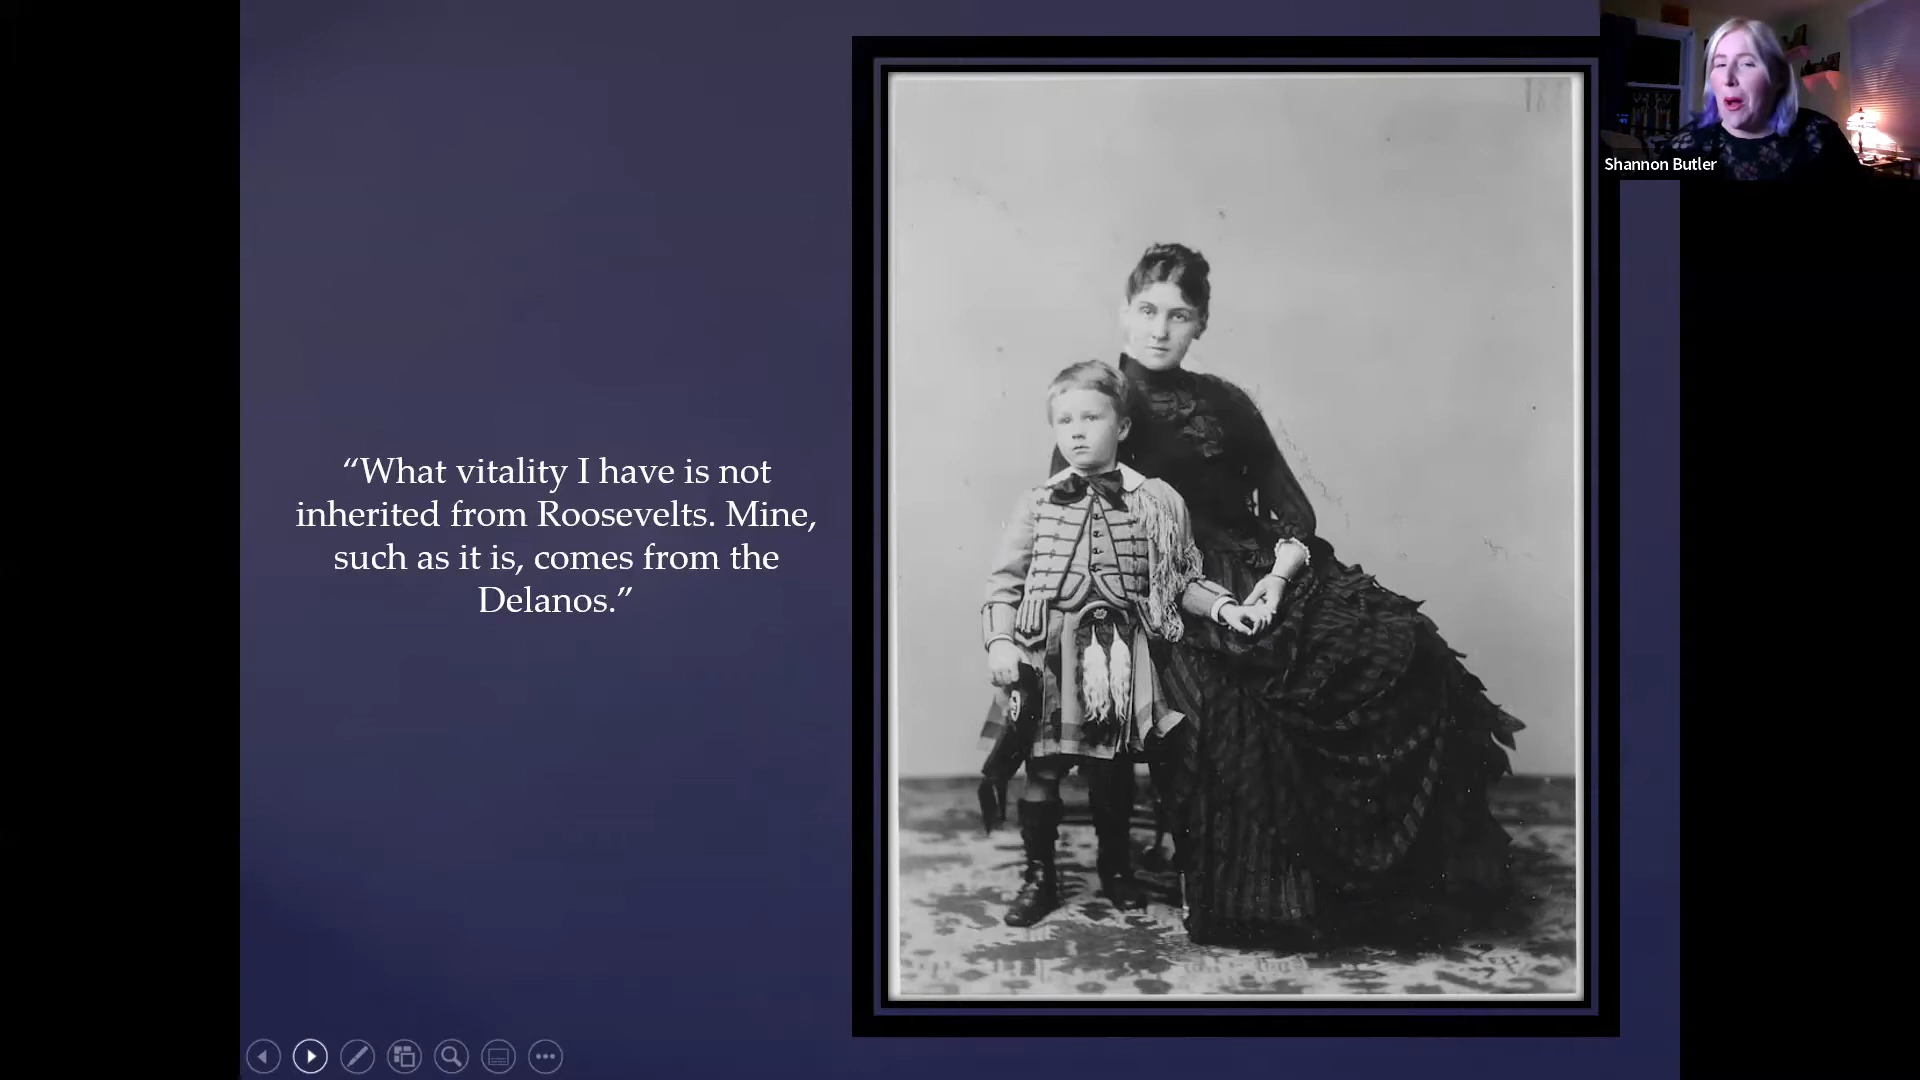 Shannon Butler
“What vitality I have is not
inherited from Roosevelts. Mine,
such as it is, comes from the
Delanos.”